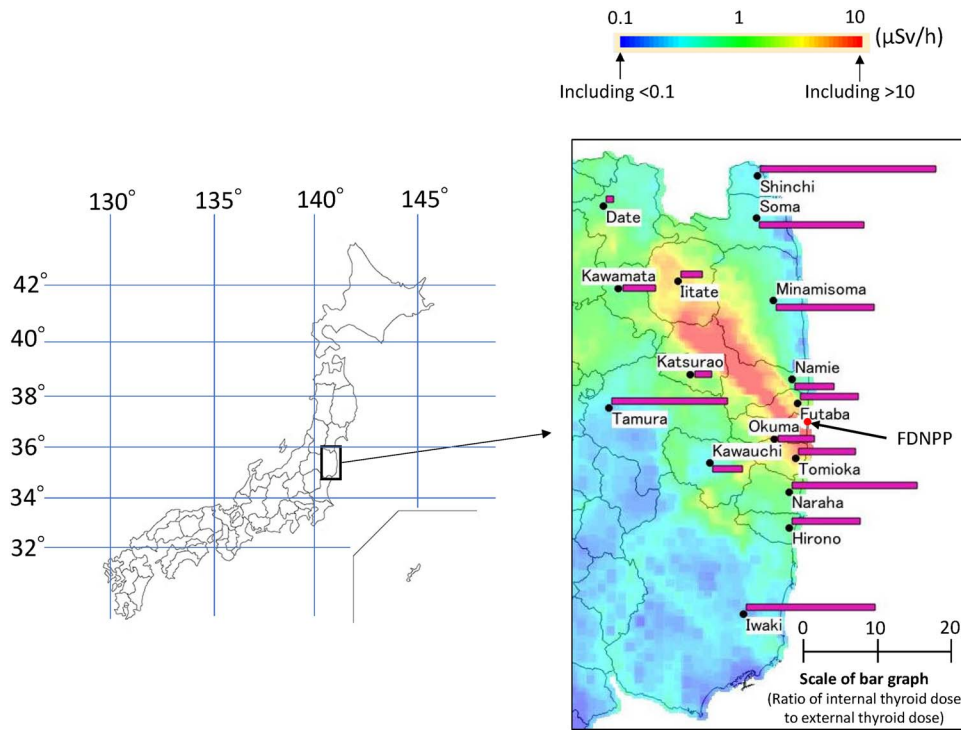 0.1 1 10 (μSv/h)
Including <0.1 Including >10
130° 135° 140° 145°
42°
40°
38°
36°
34°
32°
Shinchi
Soma
Date
Kawamata
Iitate
Minamisoma
Katsurao
Namie
Tamura
Futaba
Okuma
FDNPP
Kawauchi
Tomioka
Naraha
Hirono
Iwaki
0 10 20
Scale of bar graph
(Ratio of internal thyroid dose
to external thyroid dose)